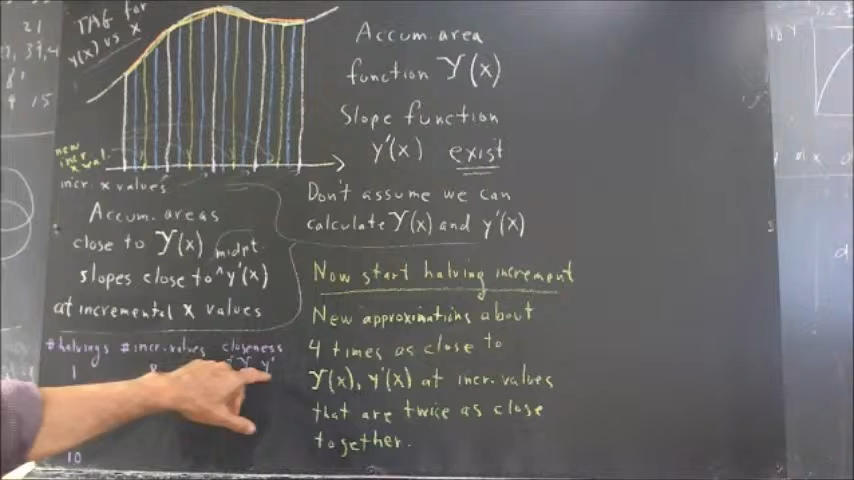 TAG for
y(x) vs x
new
incr.
x val.
incr. x values
Accum. areas
close to Y(x)
midpt.
slopes close to ^ y'(x)
at incremental x values
#halvings #incr. values closeness
Y y'
1 8
10
Accum. area
function Y(x)
Slope function
y'(x) exist
Don't assume we can
calculate Y(x) and y'(x)
Now start halving increment
New approximations about
4 times as close to
Y(x), y'(x) at incr. values
that are twice as close
together.
21
15